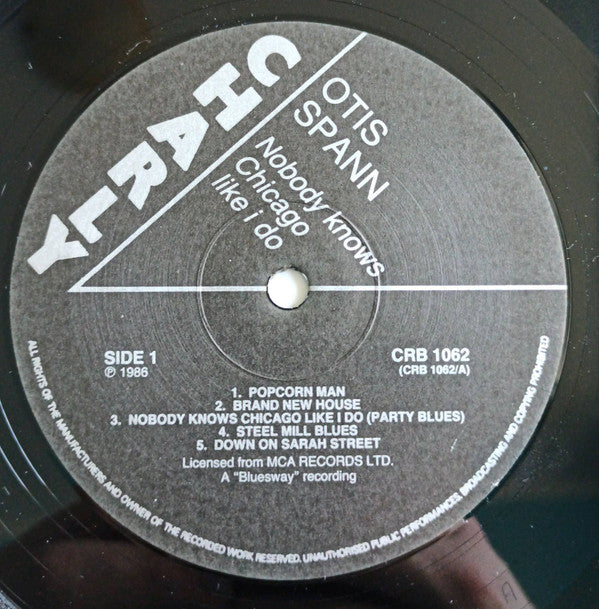 CHARLY
OTIS
SPANN
Nobody knows
Chicago
like i do
SIDE 1
℗ 1986
CRB 1062
(CRB 1062/A)
1. POPCORN MAN
2. BRAND NEW HOUSE
3. NOBODY KNOWS CHICAGO LIKE I DO (PARTY BLUES)
4. STEEL MILL BLUES
5. DOWN ON SARAH STREET
Licensed from MCA RECORDS LTD.
A “Bluesway” recording
ALL RIGHTS OF THE MANUFACTURERS AND OWNER OF THE RECORDED WORK RESERVED. UNAUTHORISED PUBLIC PERFORMANCES, BROADCASTING AND COPYING PROHIBITED